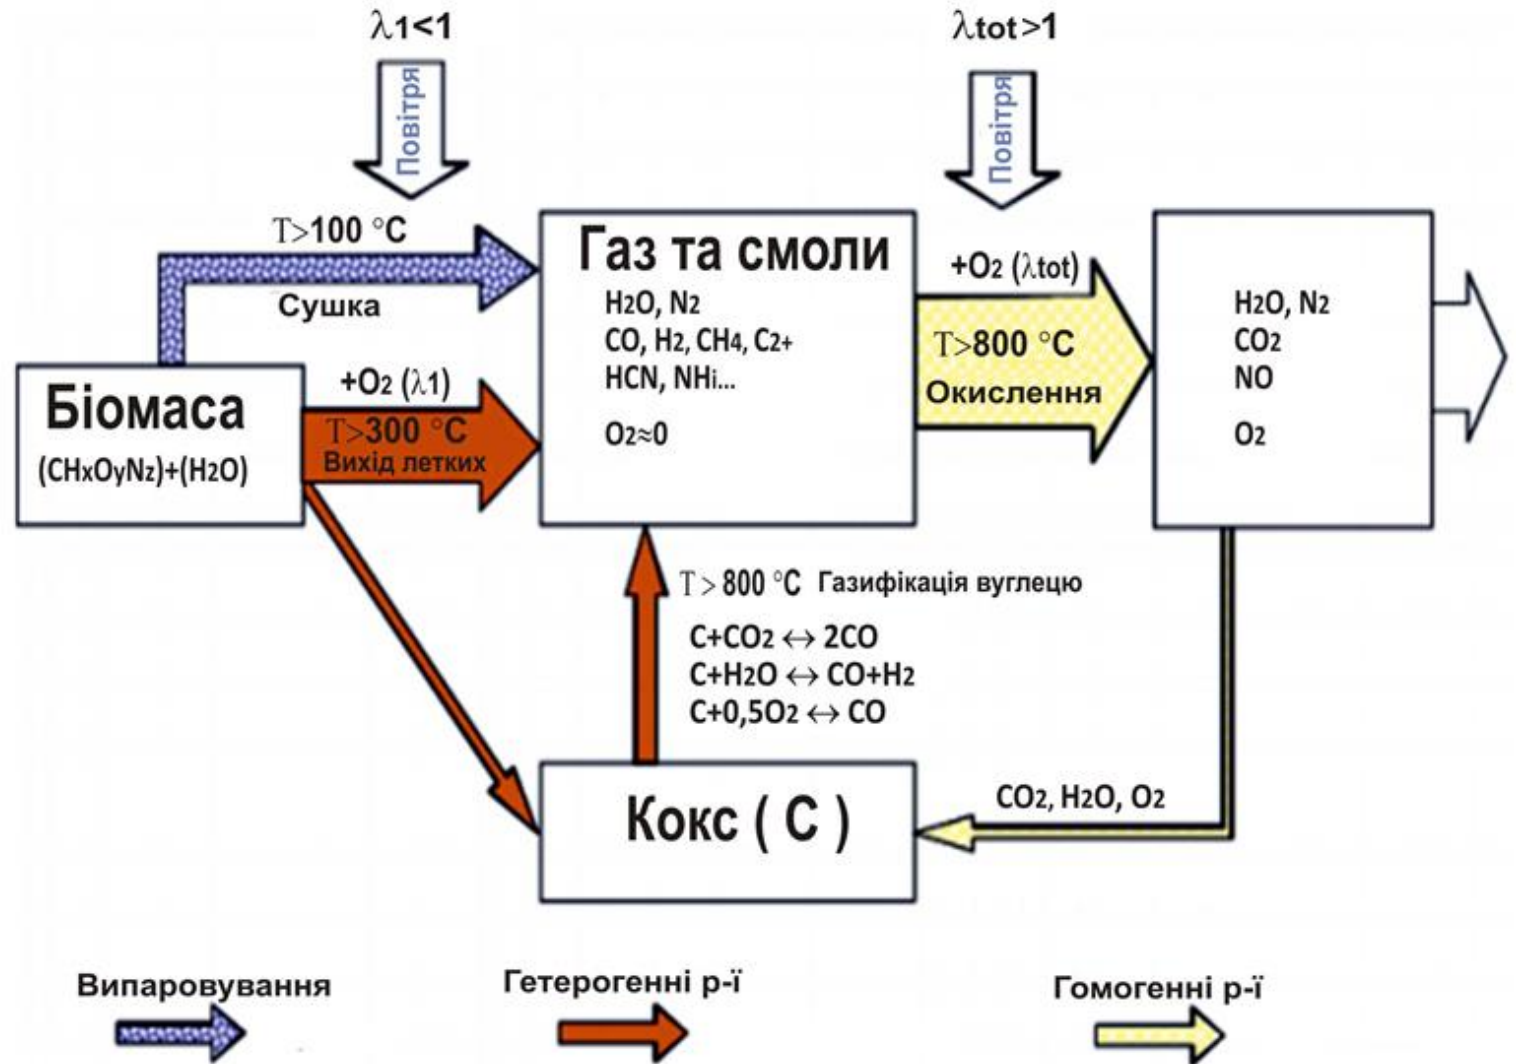 λ1<1
λtot>1
Повітря
Повітря
T>100 °C
Сушка
Біомаса
(CHxOyNz)+(H2O)
+O2 (λ1)
T>300 °C
Вихід летких
Газ та смоли
H2O, N2
CO, H2, CH4, C2+
HCN, NHi...
O2≈0
+O2 (λtot)
T>800 °C
Окислення
H2O, N2
CO2
NO
O2
T > 800 °C Газифікація вуглецю
C+CO2 ↔ 2CO
C+H2O ↔ CO+H2
C+0,5O2 ↔ CO
Кокс ( С )
CO2, H2O, O2
Випаровування
Гетерогенні р-ї
Гомогенні р-ї